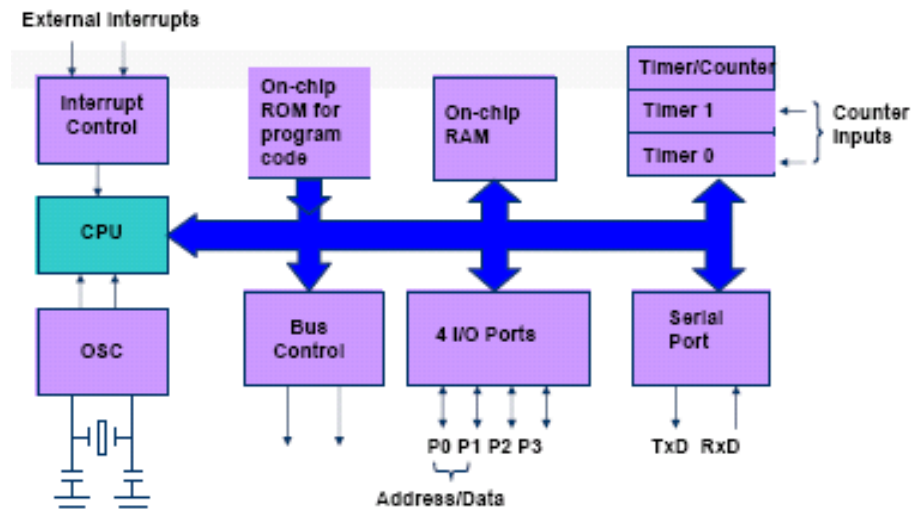 External Interrupts
Interrupt
Control
On-chip
ROM for
program
code
On-chip
RAM
Timer/Counter
Timer 1
Timer 0
Counter
Inputs
CPU
OSC
Bus
Control
4 I/O Ports
Serial
Port
P0 P1 P2 P3
TxD RxD
Address/Data